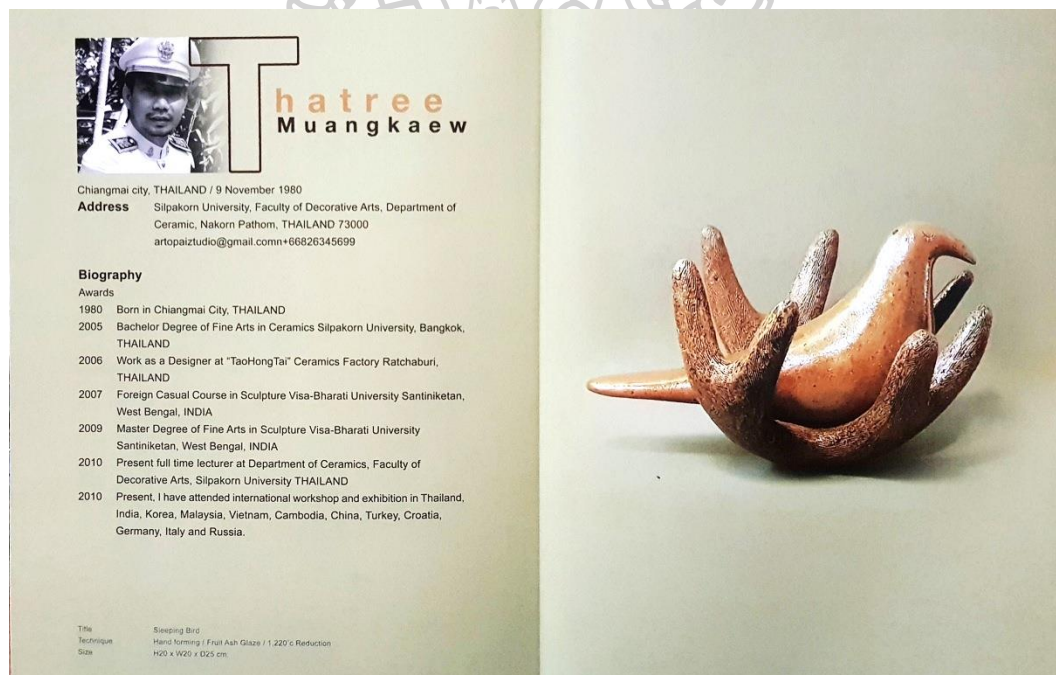 Thatree
Muangkaew
Chiangmai city, THAILAND / 9 November 1980
Address Silpakorn University, Faculty of Decorative Arts, Department of
Ceramic, Nakorn Pathom, THAILAND 73000
artopaiztudio@gmail.comn+66826345699
Biography
Awards
1980 Born in Chiangmai City, THAILAND
2005 Bachelor Degree of Fine Arts in Ceramics Silpakorn University, Bangkok,
THAILAND
2006 Work as a Designer at "TaoHongTai" Ceramics Factory Ratchaburi,
THAILAND
2007 Foreign Casual Course in Sculpture Visa-Bharati University Santiniketan,
West Bengal, INDIA
2009 Master Degree of Fine Arts in Sculpture Visa-Bharati University
Santiniketan, West Bengal, INDIA
2010 Present full time lecturer at Department of Ceramics, Faculty of
Decorative Arts, Silpakorn University THAILAND
2010 Present, I have attended international workshop and exhibition in Thailand,
India, Korea, Malaysia, Vietnam, Cambodia, China, Turkey, Croatia,
Germany, Italy and Russia.
Title Sleeping Bird
Technique Hand forming / Fruit Ash Glaze / 1.220°c Reduction
Size H20 x W20 x D25 cm.